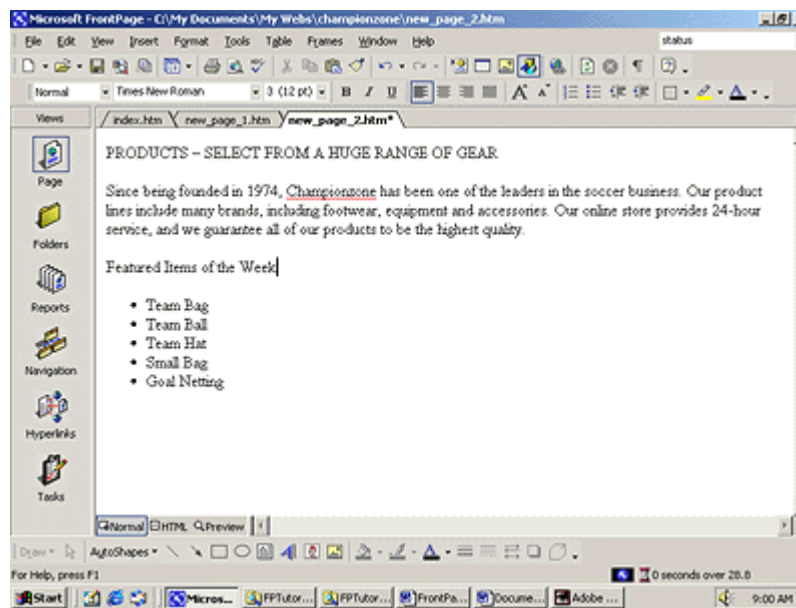 Microsoft FrontPage - C:\My Documents\My Webs\championzone\new_page_2.htm
File Edit View Insert Format Tools Table Frames Window Help status
Normal Times New Roman 3 (12 pt) B I U A A A
Views / index.htm \ new_page_1.htm \ new_page_2.htm* \
Page
Folders
Reports
Navigation
Hyperlinks
Tasks
PRODUCTS – SELECT FROM A HUGE RANGE OF GEAR
Since being founded in 1974, Championzone has been one of the leaders in the soccer business. Our product
lines include many brands, including footwear, equipment and accessories. Our online store provides 24-hour
service, and we guarantee all of our products to be the highest quality.
Featured Items of the Week
• Team Bag
• Team Ball
• Team Hat
• Small Bag
• Goal Netting
Normal HTML Preview
Draw AutoShapes A
For Help, press F1 0 seconds over 28.8
Start Micros... FPTutor... FPTutor... FrontPa... Docume... Adobe ... 9:00 AM